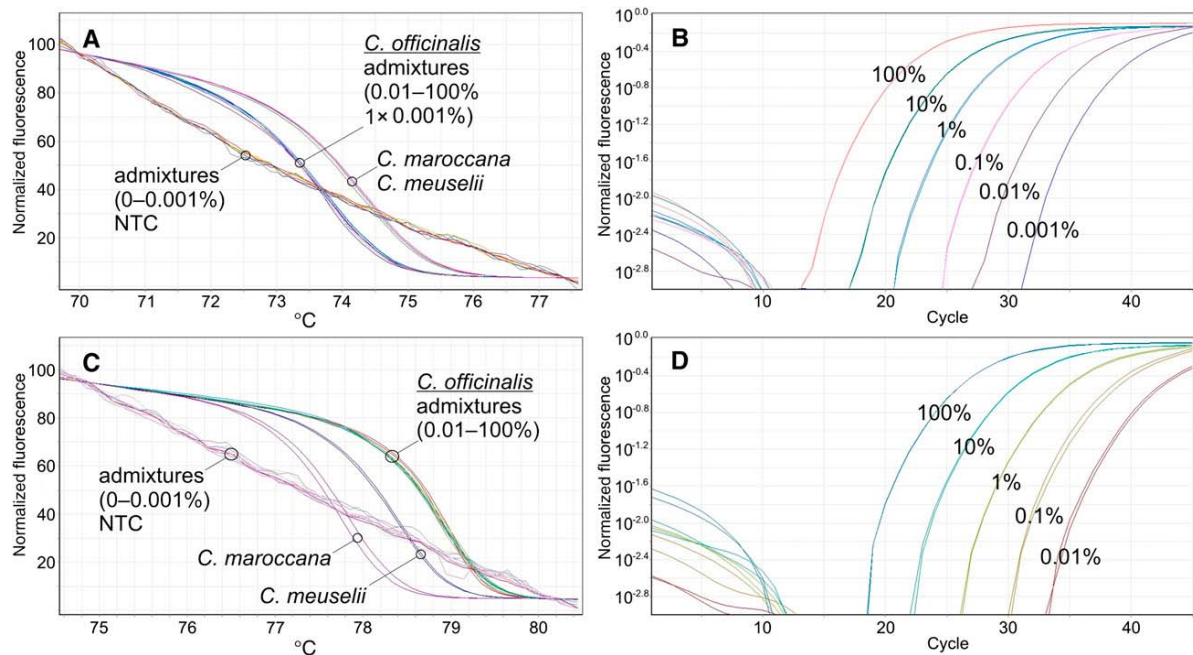 A
Normalized fluorescence
100
80
60
40
20
C. officinalis
admixtures
(0.01–100%
1× 0.001%)
C. maroccana
C. meuselii
admixtures
(0–0.001%)
NTC
70 71 72 73 74 75 76 77
°C
B
Normalized fluorescence
10^0.0
10^-0.4
10^-0.8
10^-1.2
10^-1.6
10^-2.0
10^-2.4
10^-2.8
100%
10%
1%
0.1%
0.01%
0.001%
10 20 30 40
Cycle
C
Normalized fluorescence
100
80
60
40
20
C. officinalis
admixtures
(0.01–100%)
admixtures
(0–0.001%)
NTC
C. maroccana
C. meuselii
75 76 77 78 79 80
°C
D
Normalized fluorescence
10^0.0
10^-0.4
10^-0.8
10^-1.2
10^-1.6
10^-2.0
10^-2.4
10^-2.8
100%
10%
1%
0.1%
0.01%
10 20 30 40
Cycle